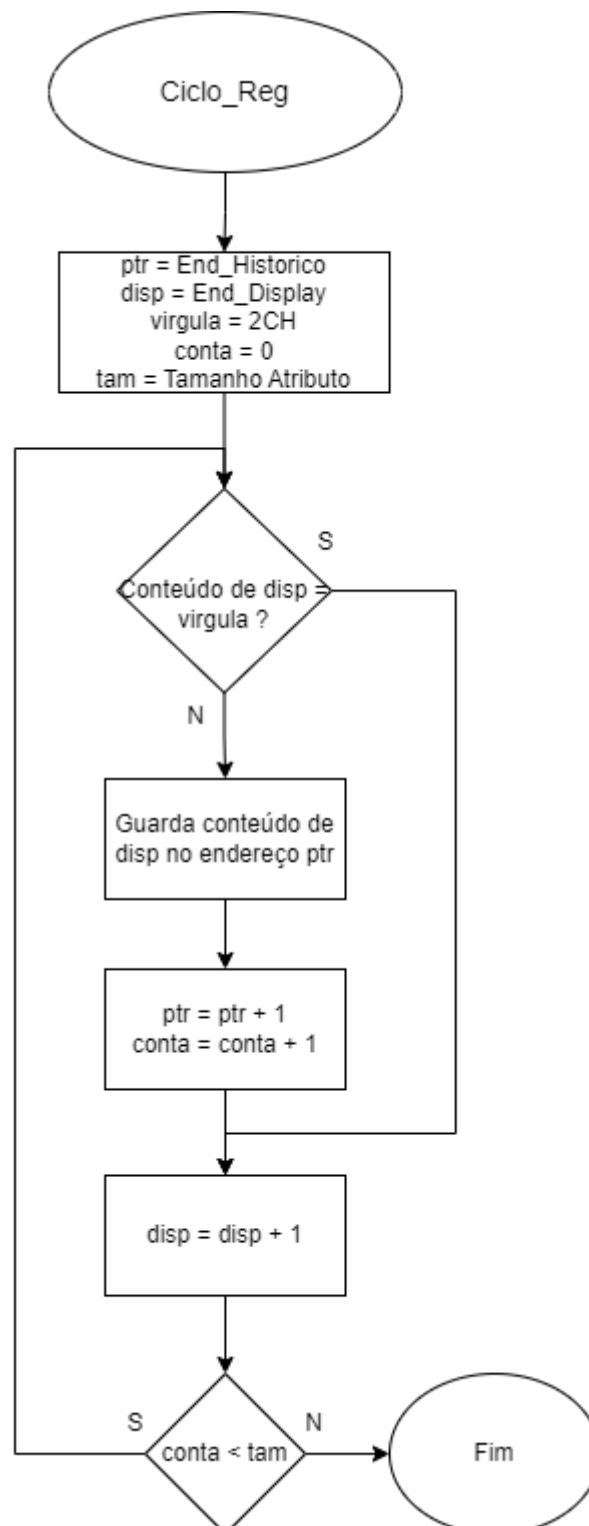 Ciclo_Reg
ptr = End_Historico
disp = End_Display
virgula = 2CH
conta = 0
tam = Tamanho Atributo
S
Conteúdo de disp =
virgula ?
N
Guarda conteúdo de
disp no endereço ptr
ptr = ptr + 1
conta = conta + 1
disp = disp + 1
S
N
conta < tam
Fim